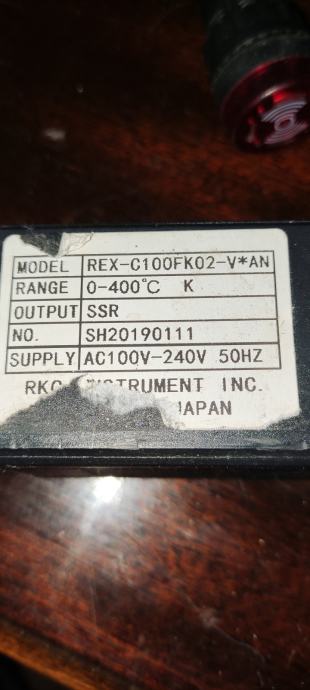 MODEL REX-C100FK02-V*AN
RANGE 0-400℃ K
OUTPUT SSR
NO. SH20190111
SUPPLY AC100V-240V 50HZ
RKC INSTRUMENT INC.
JAPAN